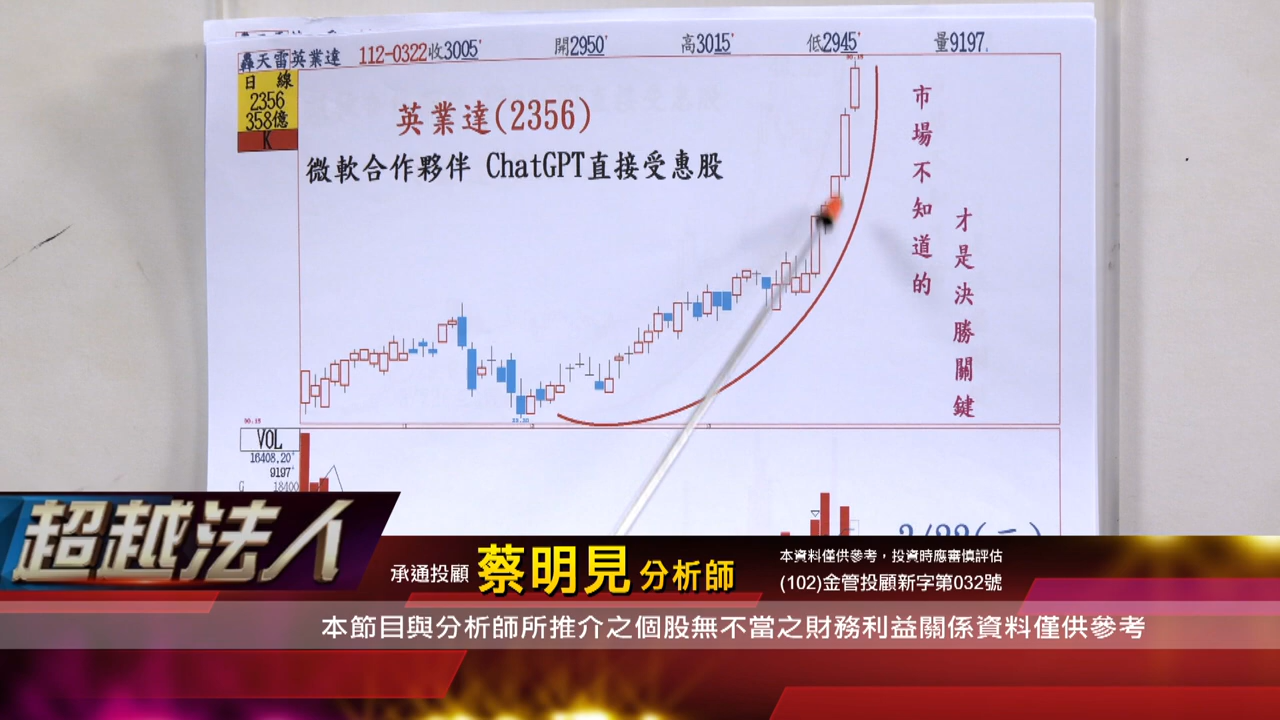 轟天雷英業達 112-0322收3005' 開2950' 高3015' 低2945' 量9197.
日 線
2356
358億
K
英業達(2356)
微軟合作夥伴 ChatGPT直接受惠股
市場不知道的
才是決勝關鍵
30.15
30.15
23.30
VOL
16408.20'
9197'
G 18400
超越法人
承通投顧 蔡明見 分析師
本資料僅供參考,投資時應審慎評估
(102)金管投顧新字第032號
本節目與分析師所推介之個股無不當之財務利益關係資料僅供參考